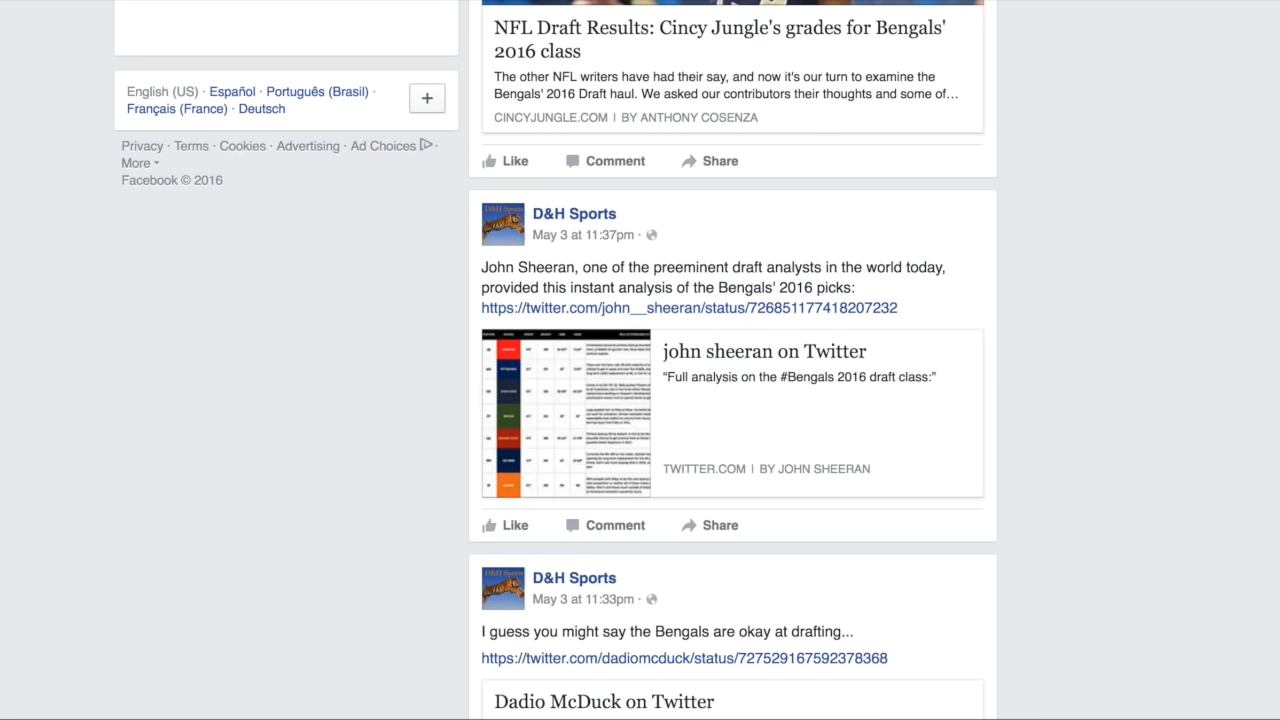 NFL Draft Results: Cincy Jungle's grades for Bengals'
2016 class
The other NFL writers have had their say, and now it's our turn to examine the
Bengals' 2016 Draft haul. We asked our contributors their thoughts and some of…
CINCYJUNGLE.COM | BY ANTHONY COSENZA
Like Comment Share
English (US) · Español · Português (Brasil) ·
Français (France) · Deutsch
+
Privacy · Terms · Cookies · Advertising · Ad Choices ·
More
Facebook © 2016
D&H Sports
D&H Sports
May 3 at 11:37pm ·
John Sheeran, one of the preeminent draft analysts in the world today,
provided this instant analysis of the Bengals' 2016 picks:
https://twitter.com/john__sheeran/status/726851177418207232
john sheeran on Twitter
“Full analysis on the #Bengals 2016 draft class:”
TWITTER.COM | BY JOHN SHEERAN
Like Comment Share
D&H Sports
D&H Sports
May 3 at 11:33pm ·
I guess you might say the Bengals are okay at drafting...
https://twitter.com/dadiomcduck/status/727529167592378368
Dadio McDuck on Twitter